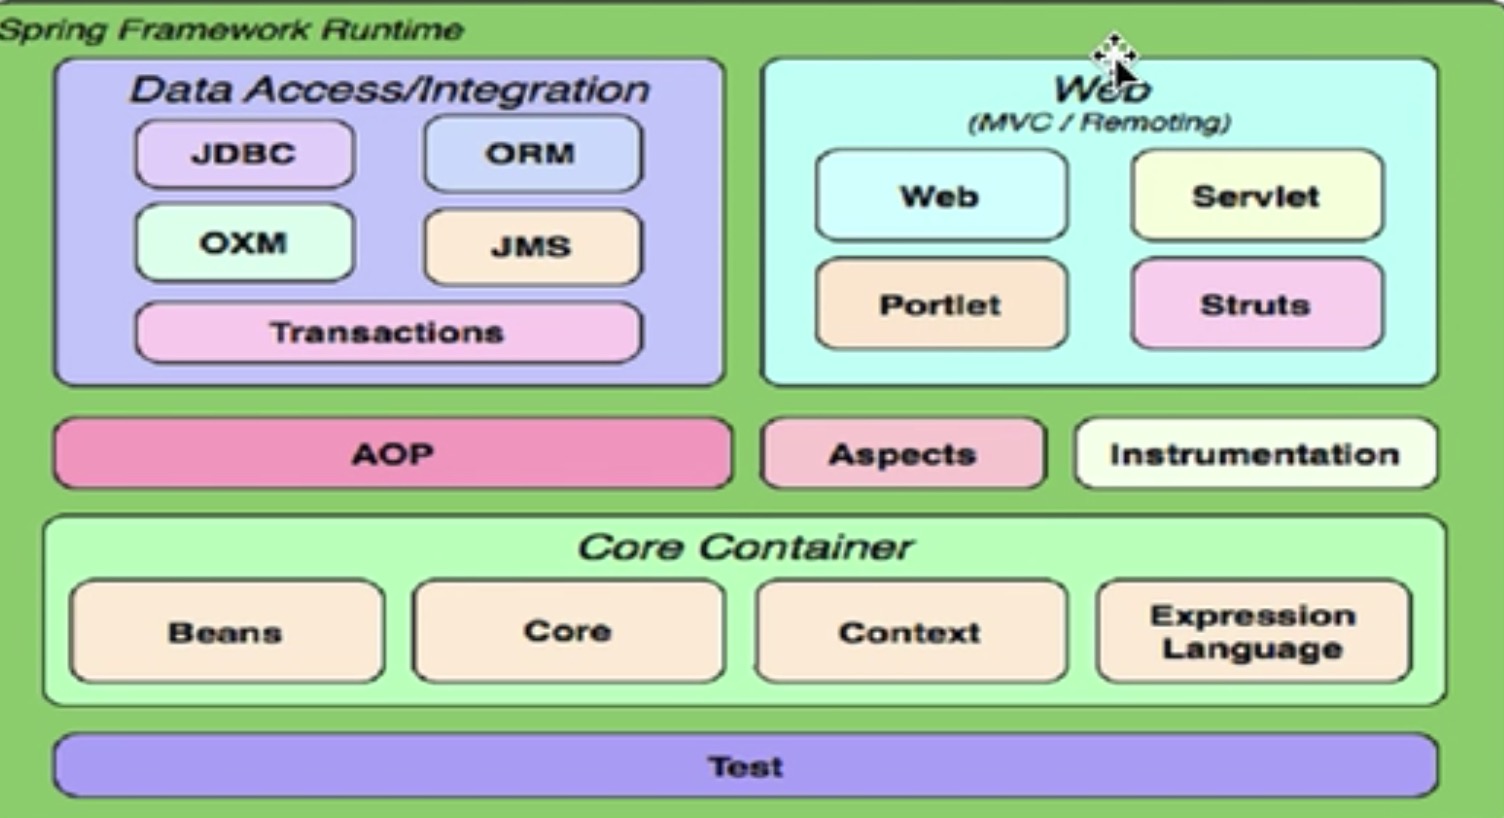 Spring Framework Runtime
Data Access/Integration
JDBC
ORM
OXM
JMS
Transactions
Web
(MVC / Remoting)
Web
Servlet
Portlet
Struts
AOP
Aspects
Instrumentation
Core Container
Beans
Core
Context
Expression
Language
Test